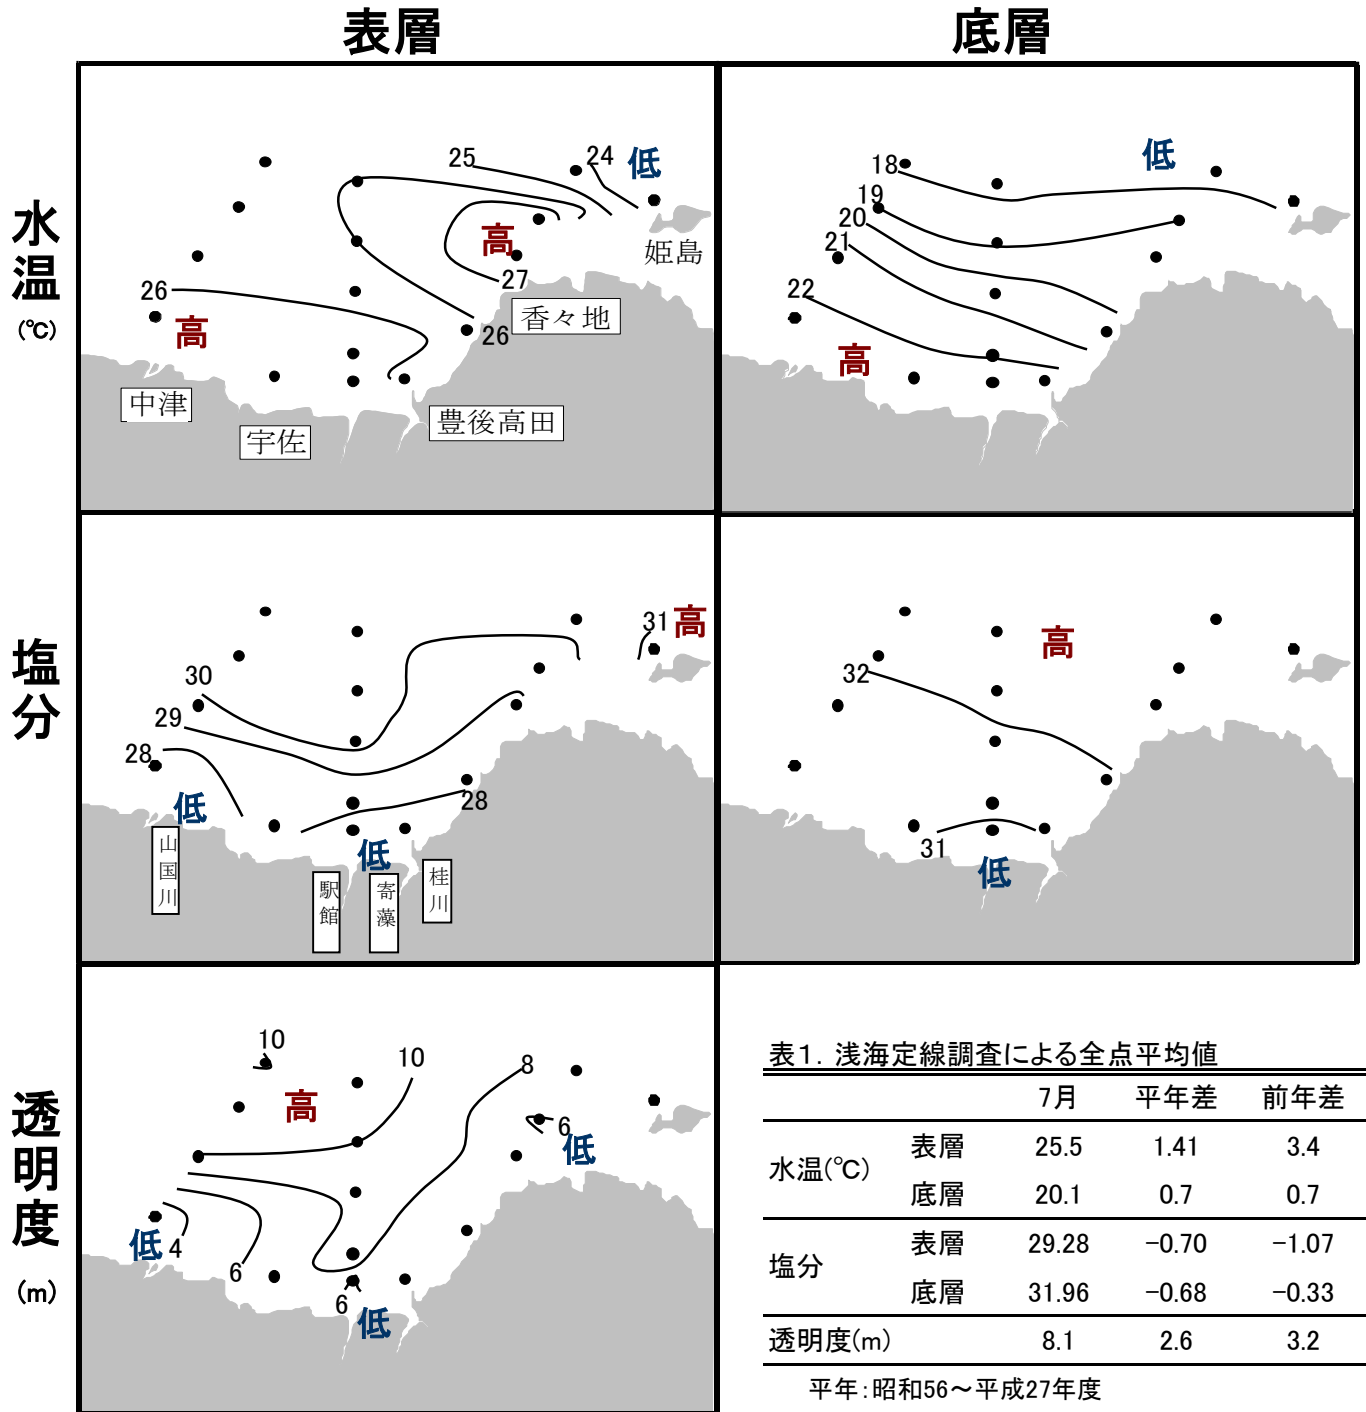 表層
底層
水温
(℃)
25
24
低
高
27
姫島
26
高
26
香々地
中津
宇佐
豊後高田
18
低
19
20
21
22
高
塩分
31
高
30
29
28
低
28
低
山国川
駅館
寄藻
桂川
高
32
31
低
透明度
(m)
10
10
8
高
6
低
低
4
6
6
低
表1. 浅海定線調査による全点平均値
7月 平年差 前年差
水温(℃) 表層 25.5 1.41 3.4
底層 20.1 0.7 0.7
塩分 表層 29.28 -0.70 -1.07
底層 31.96 -0.68 -0.33
透明度(m) 8.1 2.6 3.2
平年:昭和56～平成27年度